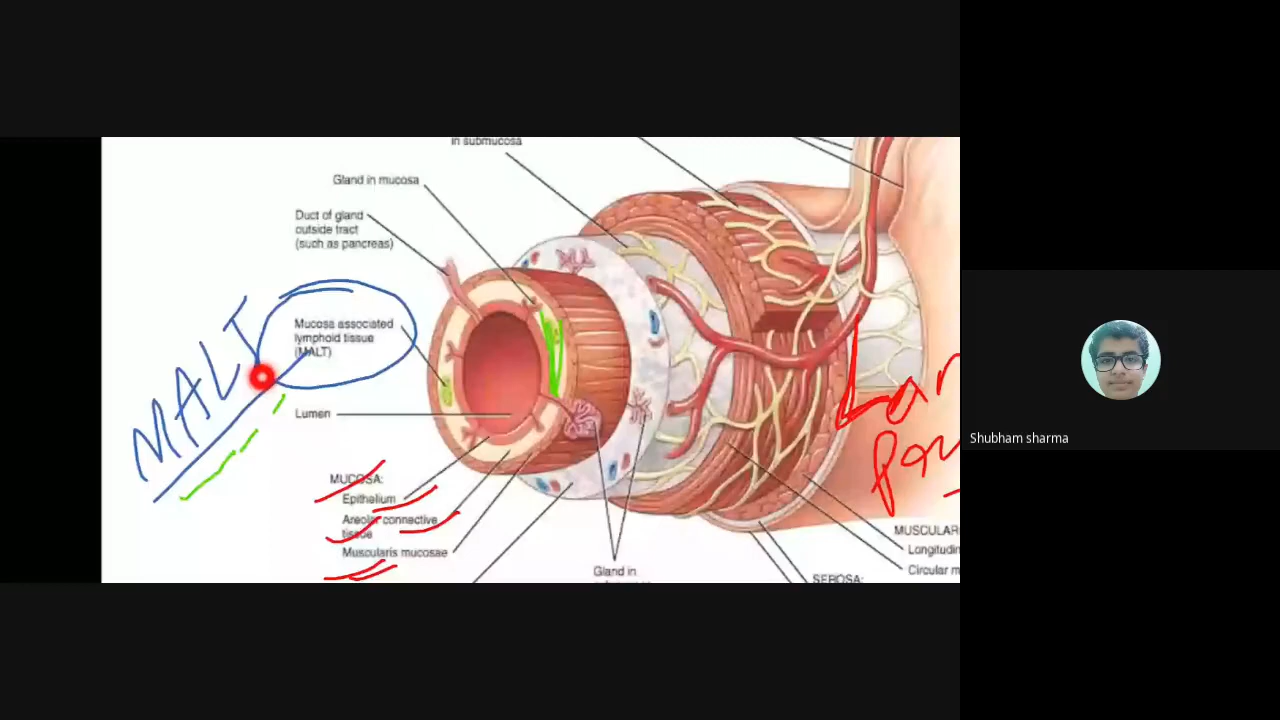 in submucosa
Gland in mucosa
Duct of gland
outside tract
(such as pancreas)
Mucosa associated
lymphoid tissue
(MALT)
MALT
Lumen
MUCOSA:
Epithelium
Areolar connective
tissue
Muscularis mucosae
Gland in
SEROSA:
MUSCULARI
Longitudin
Circular m
Shubham sharma